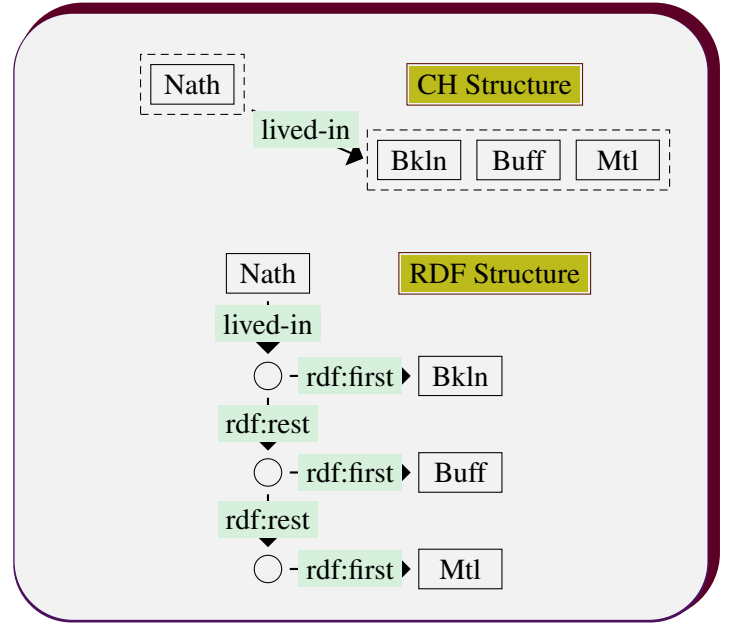 Nath
CH Structure
lived-in
Bkln Buff Mtl
Nath
RDF Structure
lived-in
rdf:first Bkln
rdf:rest
rdf:first Buff
rdf:rest
rdf:first Mtl